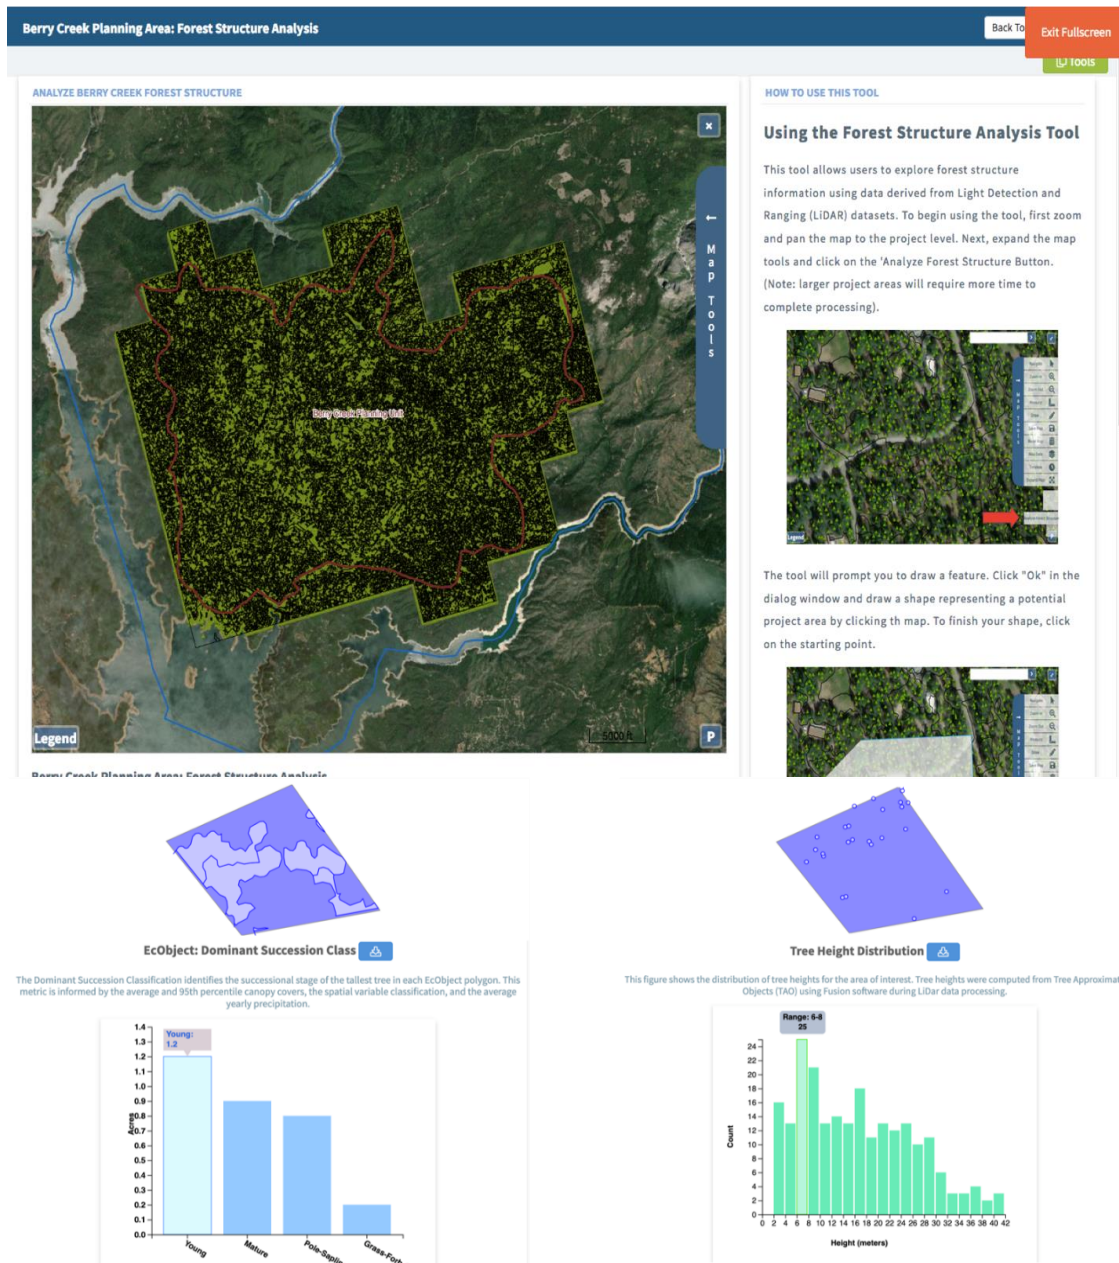 Berry Creek Planning Area: Forest Structure Analysis
Back To
Exit Fullscreen
Tools
ANALYZE BERRY CREEK FOREST STRUCTURE
Map Tools
Berry Creek Planning Unit
Legend
5000 ft
P
Berry Creek Planning Area: Forest Structure Analysis
HOW TO USE THIS TOOL
Using the Forest Structure Analysis Tool
This tool allows users to explore forest structure
information using data derived from Light Detection and
Ranging (LiDAR) datasets. To begin using the tool, first zoom
and pan the map to the project level. Next, expand the map
tools and click on the 'Analyze Forest Structure Button.
(Note: larger project areas will require more time to
complete processing).
Legend
The tool will prompt you to draw a feature. Click "Ok" in the
dialog window and draw a shape representing a potential
project area by clicking th map. To finish your shape, click
on the starting point.
EcObject: Dominant Succession Class
The Dominant Succession Classification identifies the successional stage of the tallest tree in each EcObject polygon. This
metric is informed by the average and 95th percentile canopy covers, the spatial variable classification, and the average
yearly precipitation.
Young:
1.2
1.4
1.3
1.2
1.1
1.0
0.9
0.8
0.7
0.6
0.5
0.4
0.3
0.2
0.1
0.0
Acres
Young
Mature
Pole-Saplin
Grass-Forb
Tree Height Distribution
This figure shows the distribution of tree heights for the area of interest. Tree heights were computed from Tree Approximat
Objects (TAO) using Fusion software during LiDar data processing.
Range: 6-8
25
24
22
20
18
16
14
12
10
8
6
4
2
0
Count
0 2 4 6 8 10 12 14 16 18 20 22 24 26 28 30 32 34 36 38 40 42
Height (meters)